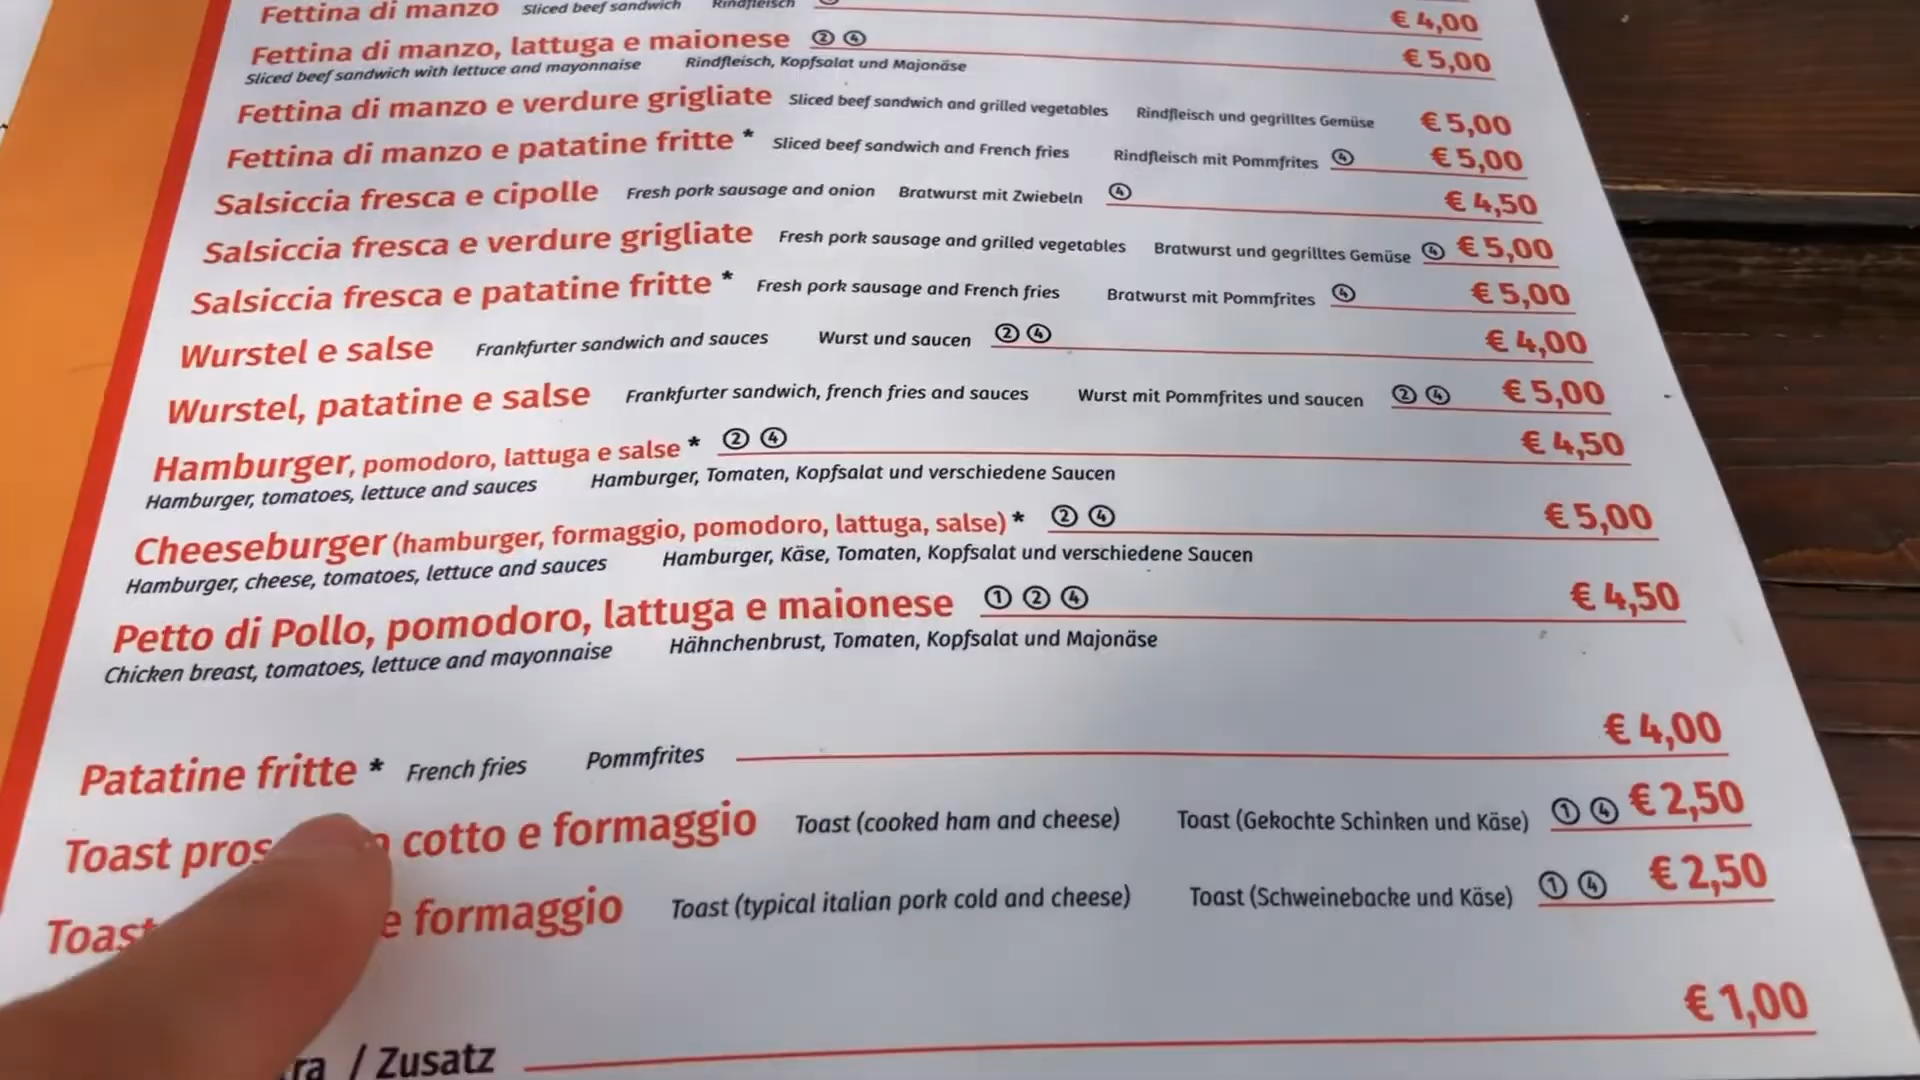 Fettina di manzo Sliced beef sandwich Rindfleisch € 4,00
Fettina di manzo, lattuga e maionese ② ④ € 5,00
Sliced beef sandwich with lettuce and mayonnaise Rindfleisch, Kopfsalat und Majonäse
Fettina di manzo e verdure grigliate Sliced beef sandwich and grilled vegetables Rindfleisch und gegrilltes Gemüse € 5,00
Fettina di manzo e patatine fritte * Sliced beef sandwich and French fries Rindfleisch mit Pommfrites ④ € 5,00
Salsiccia fresca e cipolle Fresh pork sausage and onion Bratwurst mit Zwiebeln ④ € 4,50
Salsiccia fresca e verdure grigliate Fresh pork sausage and grilled vegetables Bratwurst und gegrilltes Gemüse ④ € 5,00
Salsiccia fresca e patatine fritte * Fresh pork sausage and French fries Bratwurst mit Pommfrites ④ € 5,00
Wurstel e salse Frankfurter sandwich and sauces Wurst und saucen ② ④ € 4,00
Wurstel, patatine e salse Frankfurter sandwich, french fries and sauces Wurst mit Pommfrites und saucen ② ④ € 5,00
Hamburger, pomodoro, lattuga e salse * ② ④ € 4,50
Hamburger, tomatoes, lettuce and sauces Hamburger, Tomaten, Kopfsalat und verschiedene Saucen
Cheeseburger (hamburger, formaggio, pomodoro, lattuga, salse) * ② ④ € 5,00
Hamburger, cheese, tomatoes, lettuce and sauces Hamburger, Käse, Tomaten, Kopfsalat und verschiedene Saucen
Petto di Pollo, pomodoro, lattuga e maionese ① ② ④ € 4,50
Chicken breast, tomatoes, lettuce and mayonnaise Hähnchenbrust, Tomaten, Kopfsalat und Majonäse
Patatine fritte * French fries Pommfrites € 4,00
Toast cotto e formaggio Toast (cooked ham and cheese) Toast (Gekochte Schinken und Käse) ① ④ € 2,50
Toast e formaggio Toast (typical italian pork cold and cheese) Toast (Schweinebacke und Käse) ① ④ € 2,50
/ Zusatz € 1,00